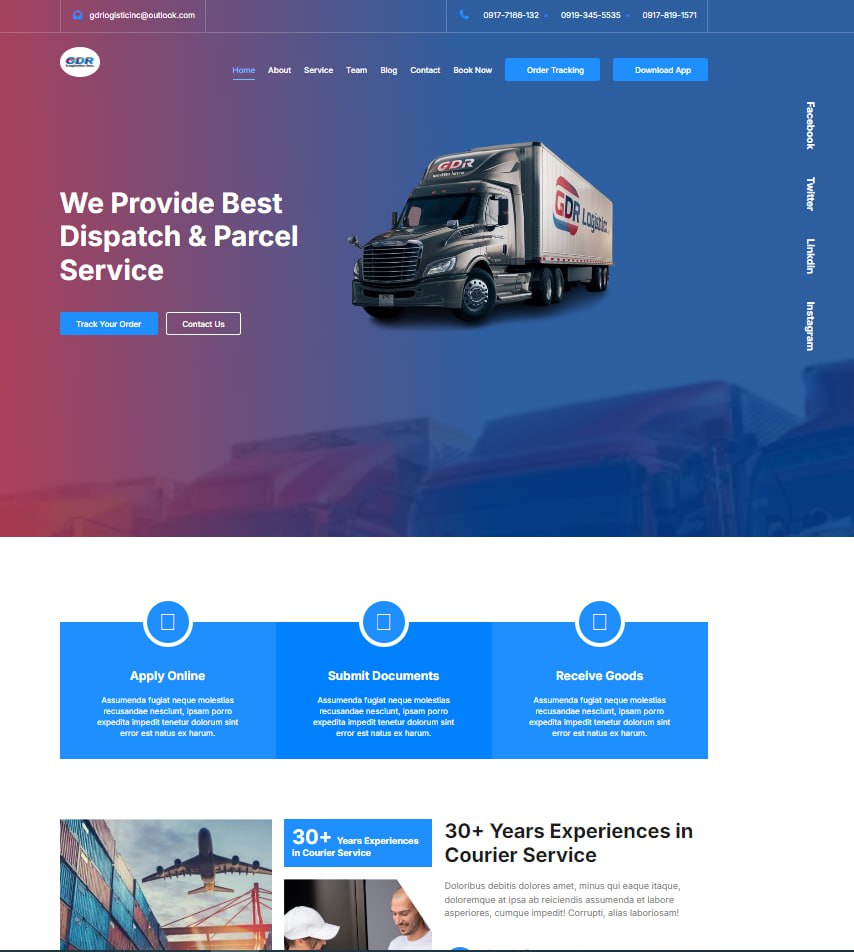 gdrlogisticinc@outlook.com
0917-7166-132 • 0919-345-5535 • 0917-819-1571
GDR
Home About Service Team Blog Contact Book Now Order Tracking Download App
Facebook
Twitter
Linkdin
Instagram
GDR
GDR Logistic
We Provide Best
Dispatch & Parcel
Service
Track Your Order Contact Us
Apply Online
Assumenda fugiat neque molestias
recusandae nesciunt, ipsam porro
expedita impedit tenetur dolorum sint
error est natus ex harum.
Submit Documents
Assumenda fugiat neque molestias
recusandae nesciunt, ipsam porro
expedita impedit tenetur dolorum sint
error est natus ex harum.
Receive Goods
Assumenda fugiat neque molestias
recusandae nesciunt, ipsam porro
expedita impedit tenetur dolorum sint
error est natus ex harum.
30+ Years Experiences
in Courier Service
30+ Years Experiences in
Courier Service
Doloribus debitis dolores amet, minus qui eaque itaque,
doloremque at ipsa ab reiciendis assumenda et labore
asperiores, cumque impedit! Corrupti, alias laboriosam!